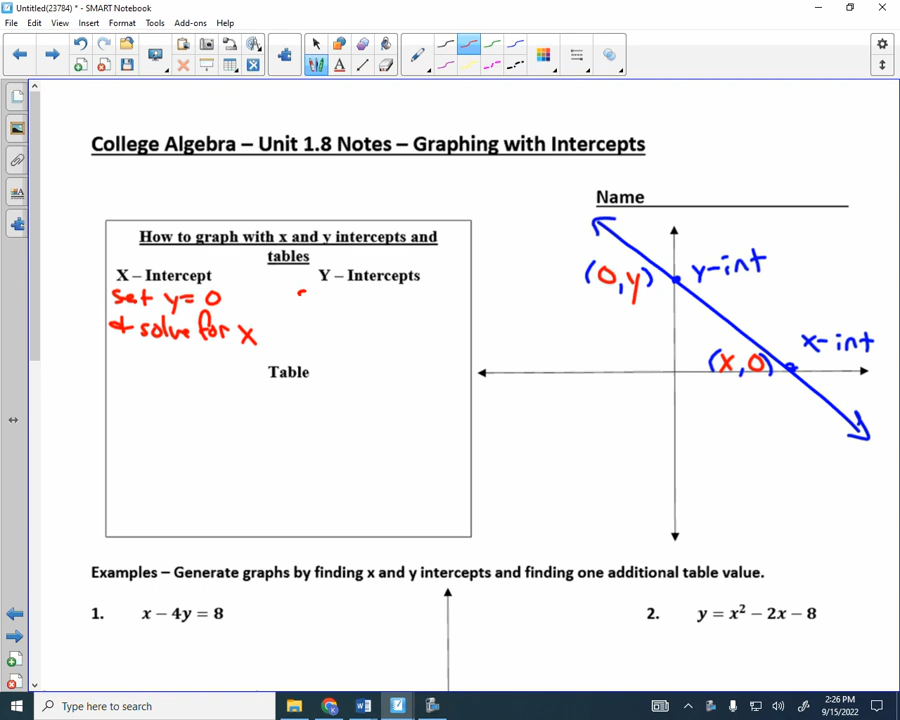 Untitled(23784) * - SMART Notebook
File Edit View Insert Format Tools Add-ons Help
College Algebra – Unit 1.8 Notes – Graphing with Intercepts
Name
How to graph with x and y intercepts and
tables
X – Intercept Y – Intercepts
set y = 0
& solve for x
Table
(0,y) y-int
x-int
(x,0)
Examples – Generate graphs by finding x and y intercepts and finding one additional table value.
1. x − 4y = 8 2. y = x² − 2x − 8
Type here to search
2:26 PM
9/15/2022